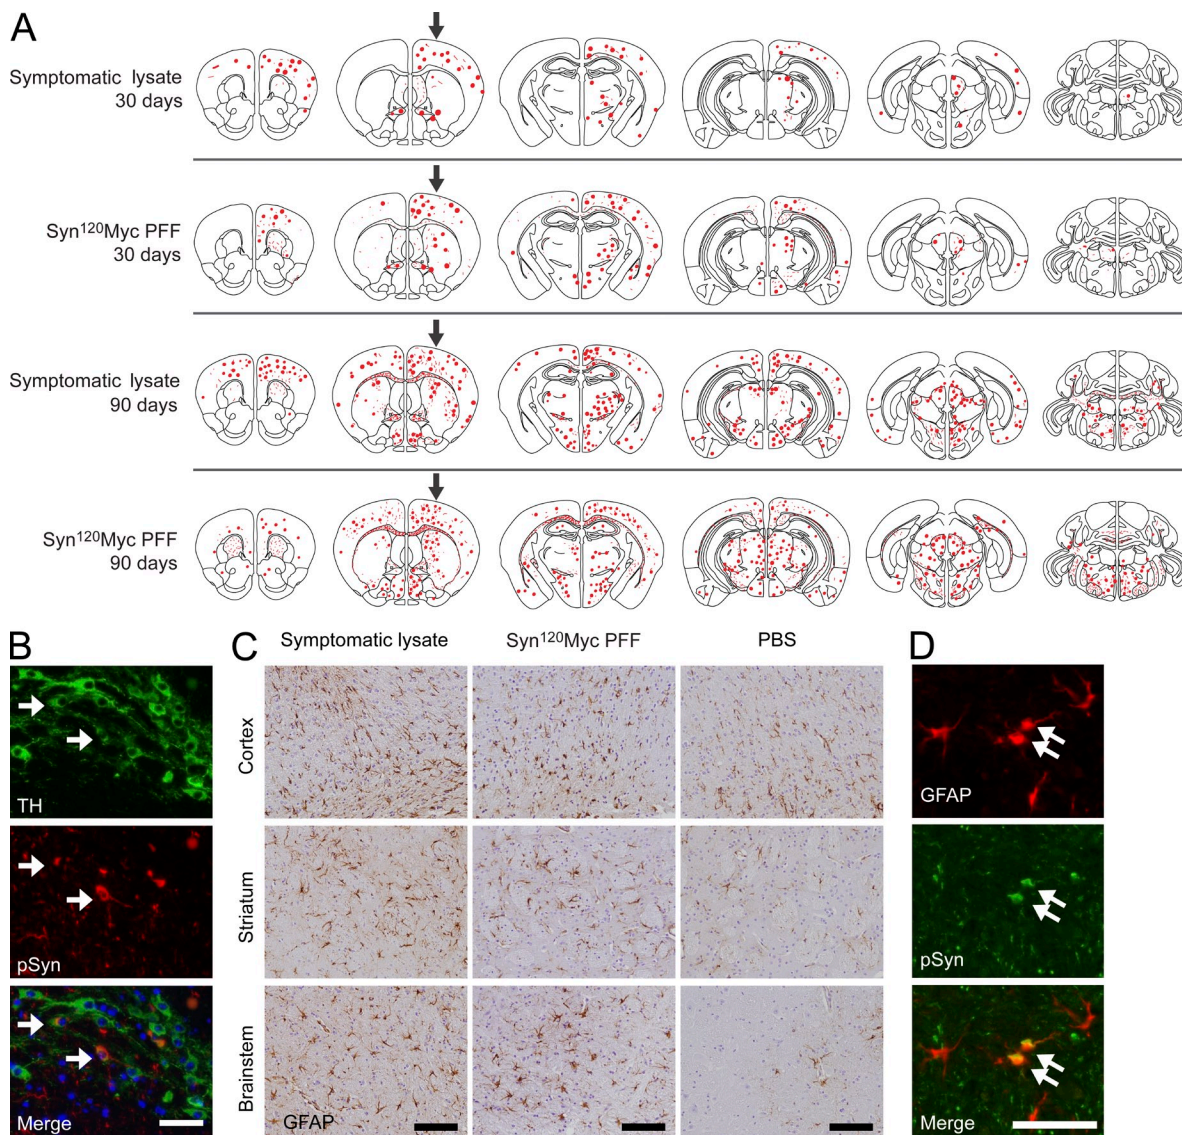 A
Symptomatic lysate
30 days
Syn120Myc PFF
30 days
Symptomatic lysate
90 days
Syn120Myc PFF
90 days
B
TH
pSyn
Merge
C
Symptomatic lysate
Syn120Myc PFF
PBS
Cortex
Striatum
Brainstem
GFAP
D
GFAP
pSyn
Merge